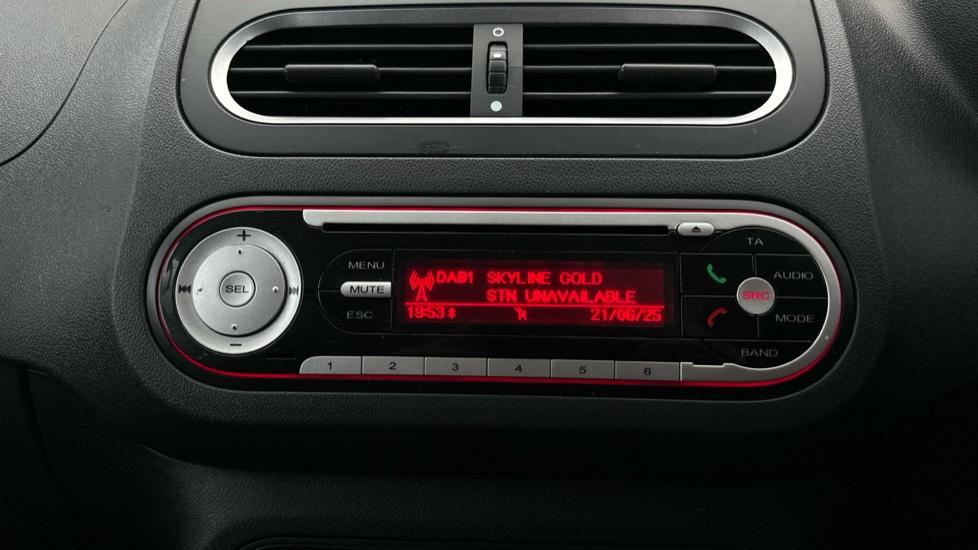 TA
MENU
AUDIO
DAB1 SKYLINE GOLD
SEL
MUTE
SRC
STN UNAVAILABLE
ESC
19:53
21/06/25
MODE
BAND
1 2 3 4 5 6